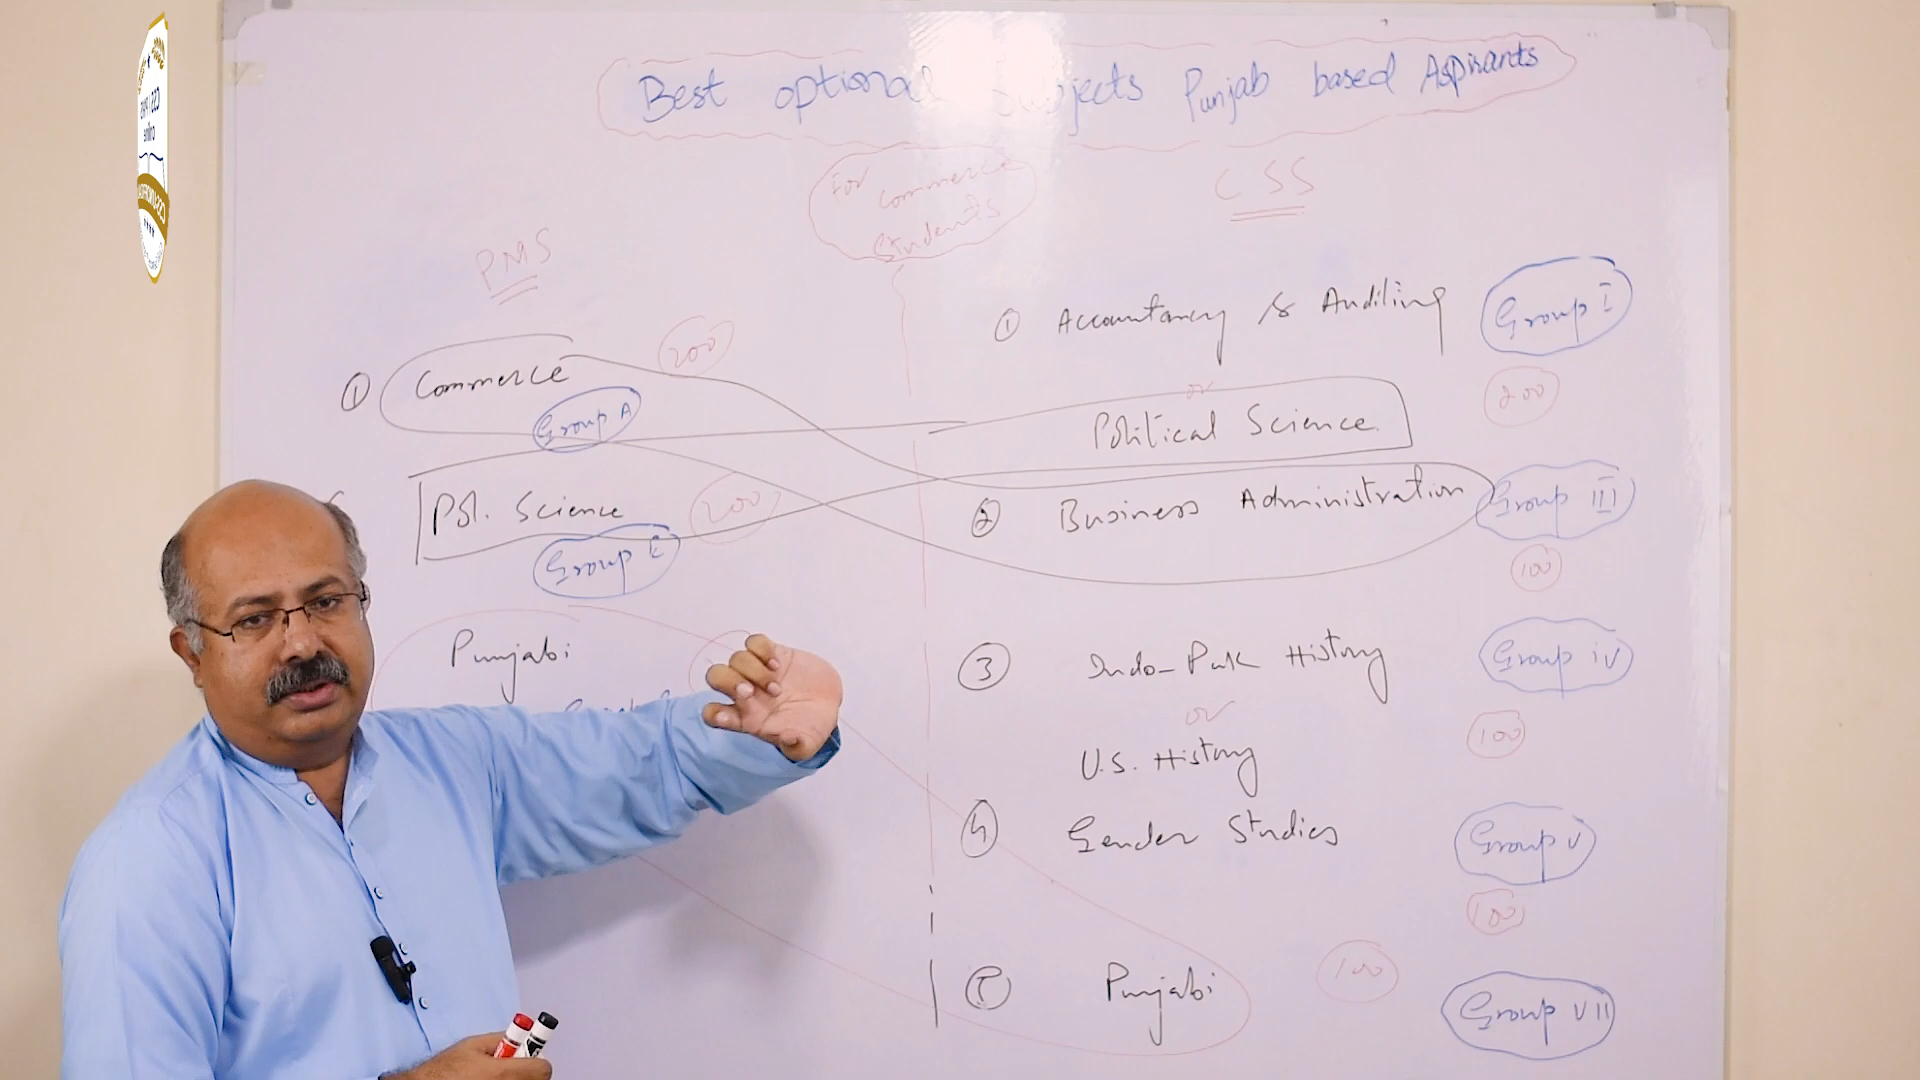 Best optional Subjects Punjab based Aspirants
For
Commerce
Students
CSS
PMS
① Accountancy & Auditing Group I
① Commerce 200
Group A
or 200
Political Science
Pol. Science 200
② Business Administration Group III
Group E
100
Punjabi
③ Indo-Pak History Group iv
or 100
U.S. History
④ Gender Studies Group V
100
⑤ Punjabi 100
Group VII